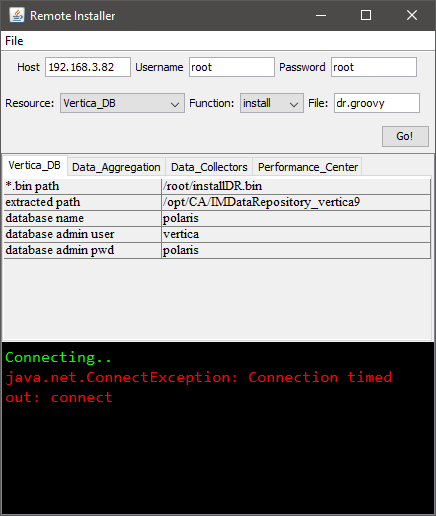 Remote Installer
File
Host 192.168.3.82 Username root Password root
Resource: Vertica_DB Function: install File: dr.groovy
Go!
Vertica_DB Data_Aggregation Data_Collectors Performance_Center
*.bin path /root/installDR.bin
extracted path /opt/CA/IMDataRepository_vertica9
database name polaris
database admin user vertica
database admin pwd polaris
Connecting..
java.net.ConnectException: Connection timed
out: connect